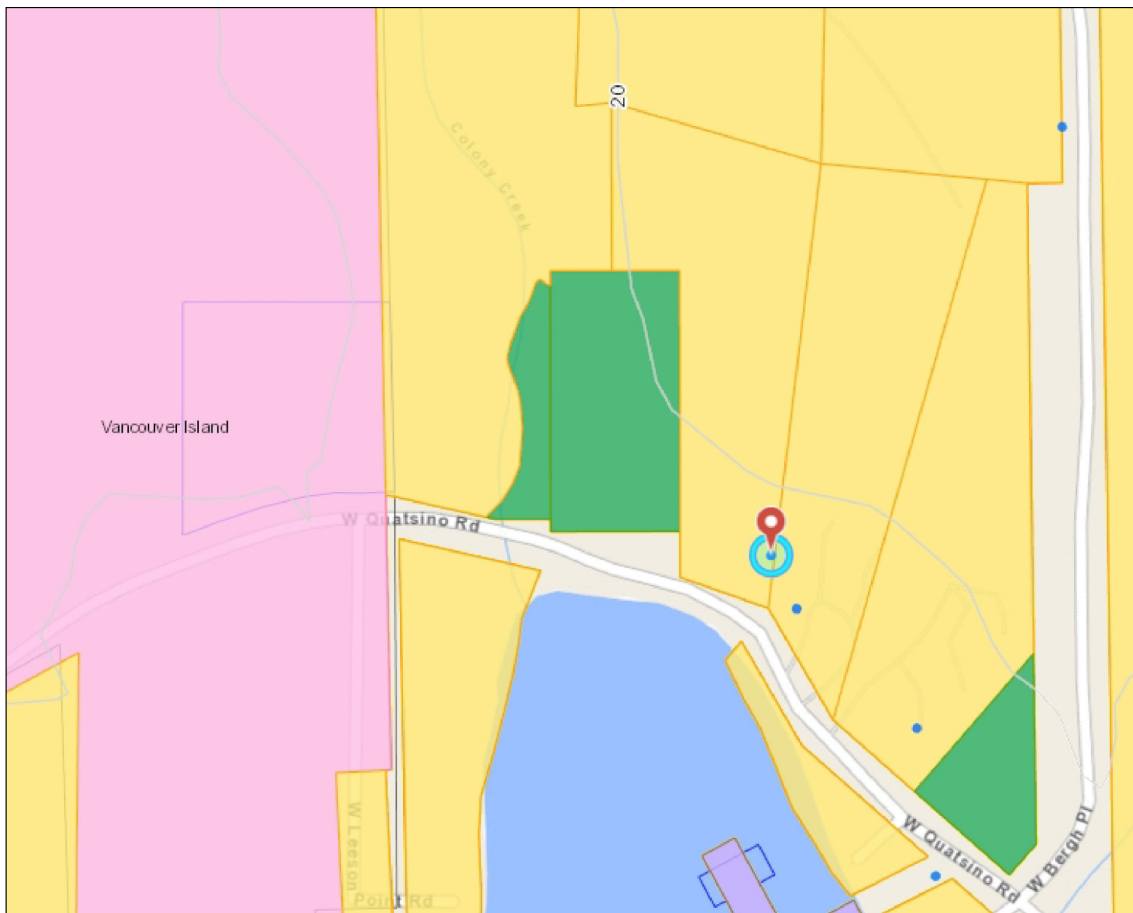 20
Colony Creek
Vancouver Island
W Quatsino Rd
W Leeson
Point Rd
W Quatsino Rd
W Bergh Pl